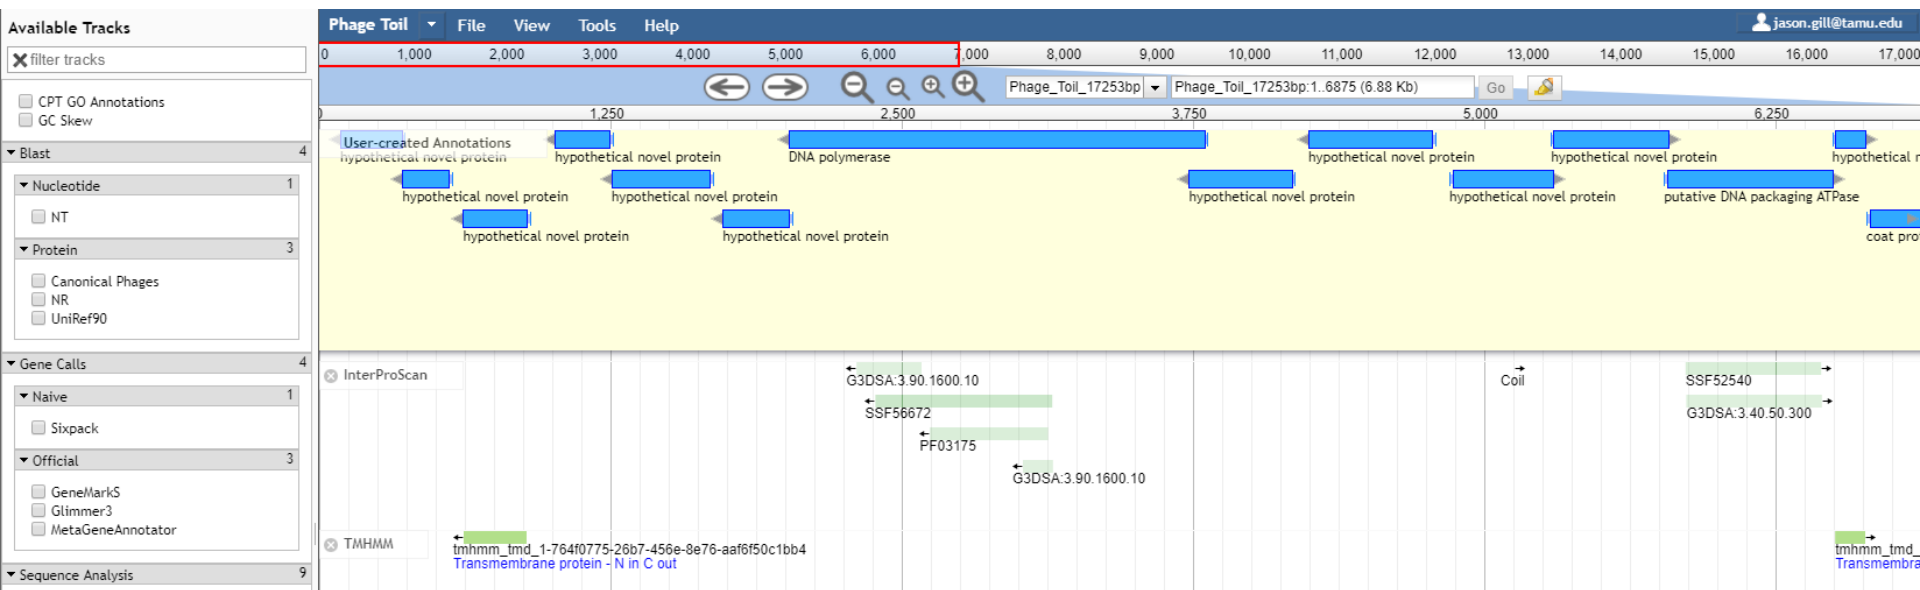 Available Tracks
filter tracks
CPT GO Annotations
GC Skew
Blast 4
Nucleotide 1
NT
Protein 3
Canonical Phages
NR
UniRef90
Gene Calls 4
Naive 1
Sixpack
Official 3
GeneMarkS
Glimmer3
MetaGeneAnnotator
Sequence Analysis 9
Phage Toil File View Tools Help jason.gill@tamu.edu
0 1,000 2,000 3,000 4,000 5,000 6,000 7,000 8,000 9,000 10,000 11,000 12,000 13,000 14,000 15,000 16,000 17,000
Phage_Toil_17253bp Phage_Toil_17253bp:1..6875 (6.88 Kb) Go
1,250 2,500 3,750 5,000 6,250
User-created Annotations
hypothetical novel protein hypothetical novel protein DNA polymerase hypothetical novel protein hypothetical novel protein hypothetical
hypothetical novel protein hypothetical novel protein hypothetical novel protein hypothetical novel protein putative DNA packaging ATPase
hypothetical novel protein hypothetical novel protein coat pro
InterProScan
G3DSA:3.90.1600.10 Coil SSF52540
SSF56672 G3DSA:3.40.50.300
PF03175
G3DSA:3.90.1600.10
TMHMM
tmhmm_tmd_1-764f0775-26b7-456e-8e76-aaf6f50c1bb4 tmhmm_tmd_
Transmembrane protein - N in C out Transmembra